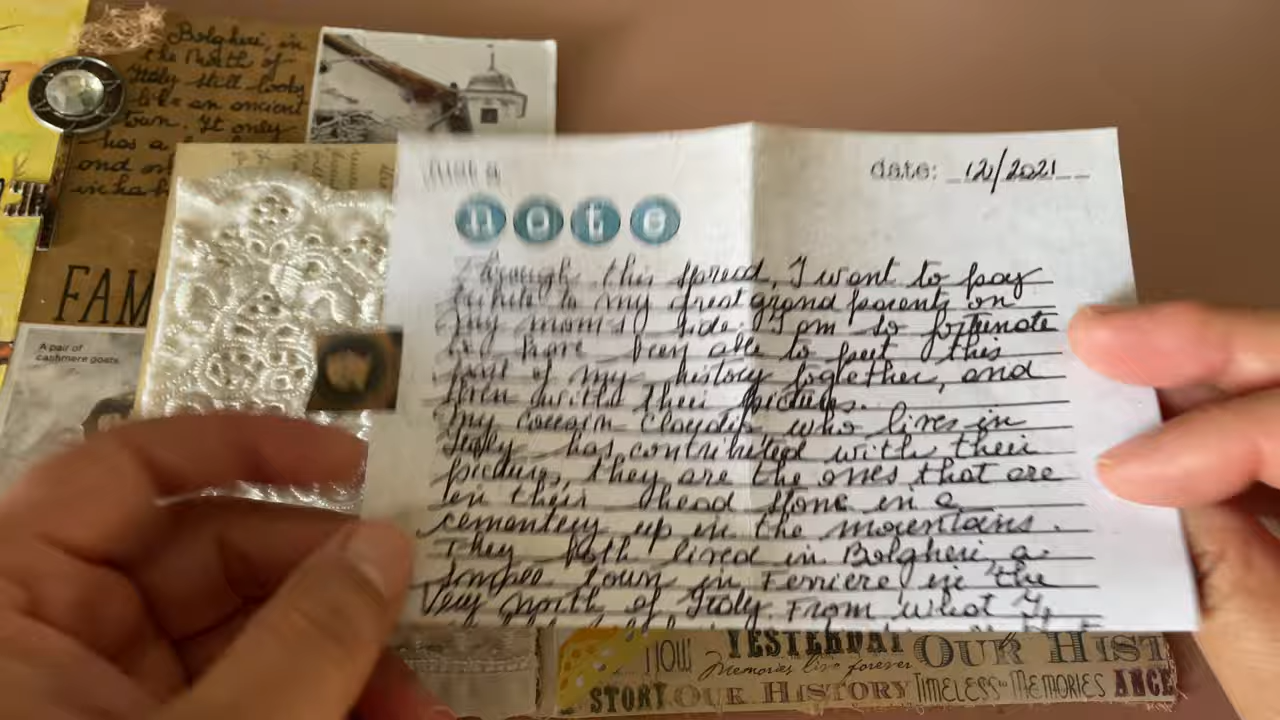 Bolgheri, in
the North of
Italy still looks
like an ancient
town. It only
has a
and
FAM
A pair of
cashmere goats.
date: 12/2021
note
Through this spread, I want to pay
tribute to my great grand parents on
my mom's side. I am so fortunate
to have been able to put this
part of my history together, and
even with their pictures.
My cousin Claudia who lives in
Italy has contributed with their
pictures, they are the ones that are
in their head stone in a
cementery up in the mountains.
They both lived in Bolgheri, a
town in Ferriere in the
very north of Italy. From what I
NOW YESTERDAY OUR HIST
Memories live forever
STORY OUR HISTORY TIMELESS MEMORIES ANCE